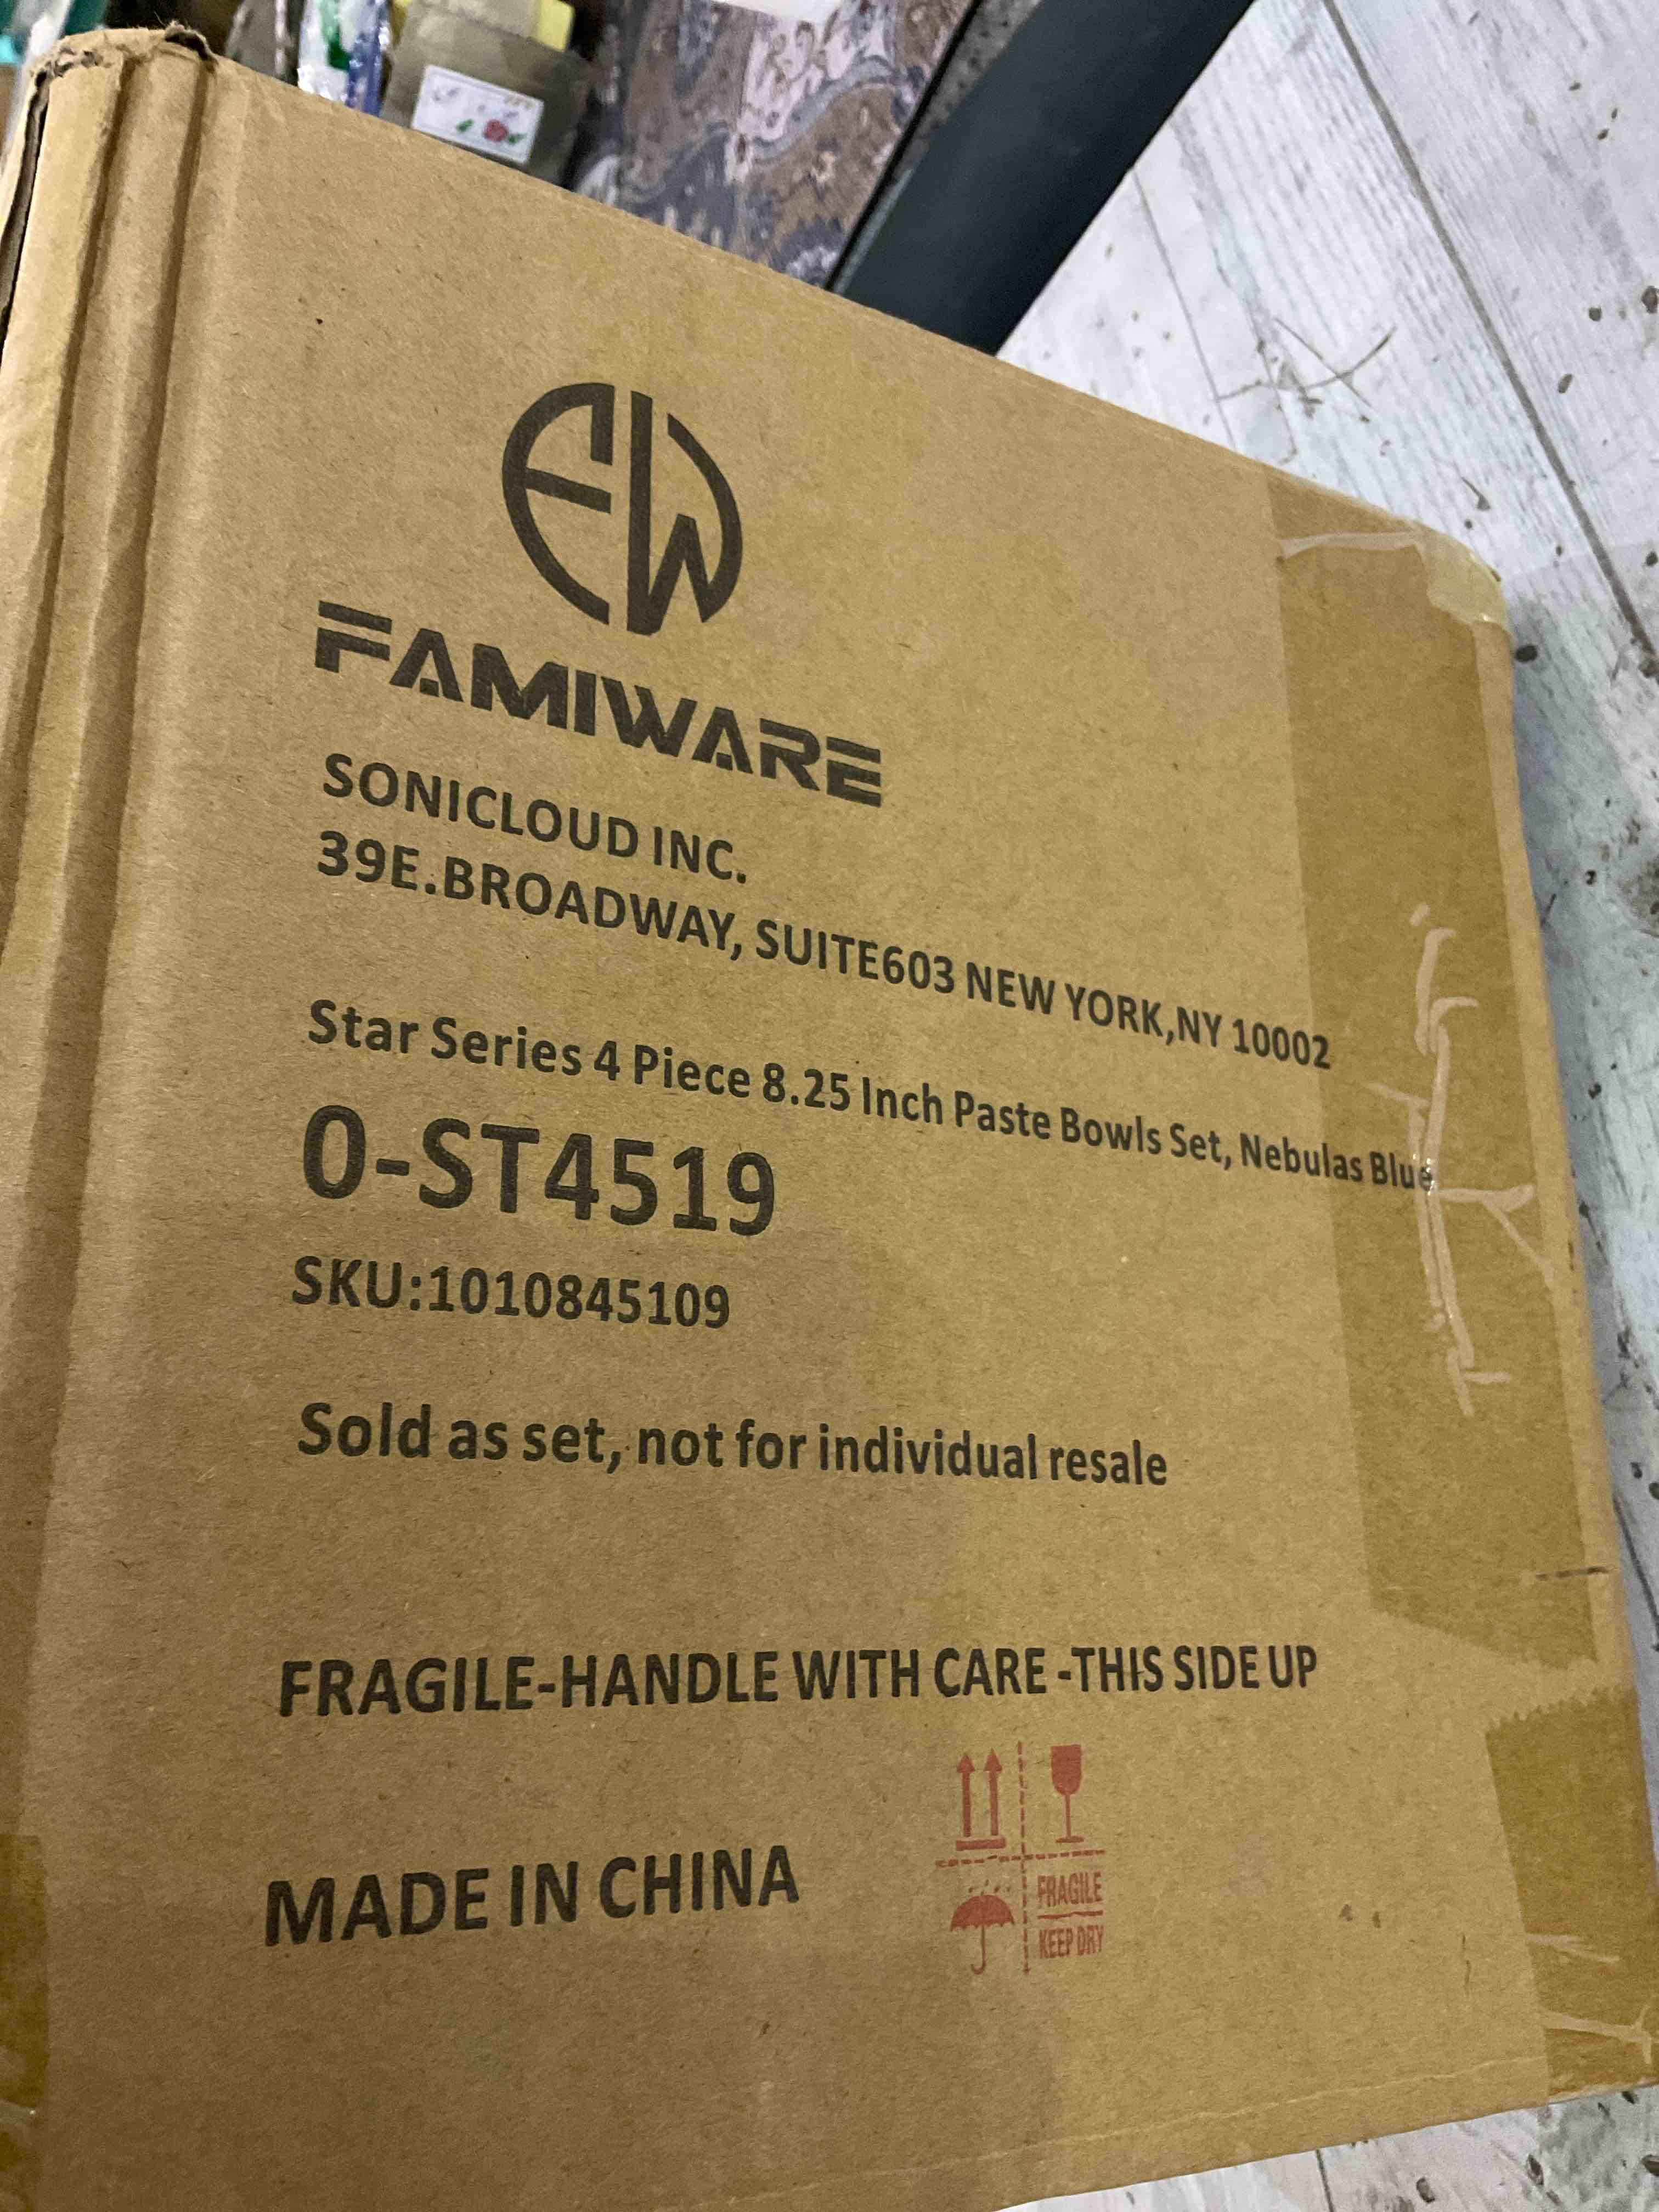 FW
FAMIWARE
SONICLOUD INC.
39E.BROADWAY, SUITE603 NEW YORK,NY 10002
Star Series 4 Piece 8.25 Inch Paste Bowls Set, Nebulas Blue
0-ST4519
SKU:1010845109
Sold as set, not for individual resale
FRAGILE-HANDLE WITH CARE -THIS SIDE UP
MADE IN CHINA
FRAGILE
KEEP DRY